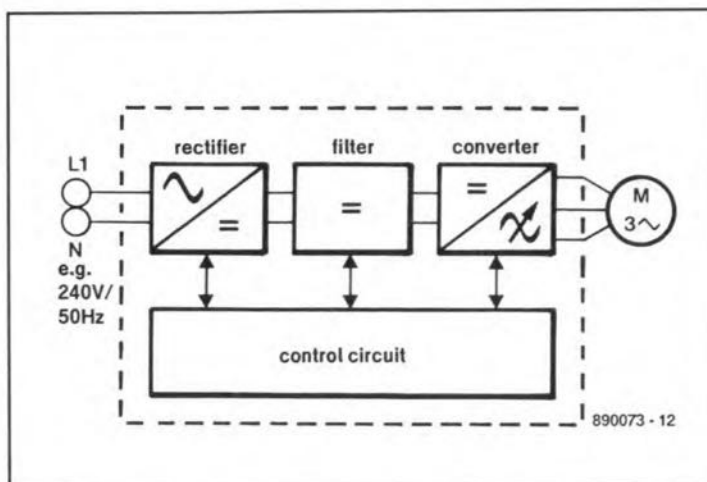 rectifier
filter
converter
L1
N
e.g.
240V/
50Hz
=
=
=
M
3~
control circuit
890073 - 12